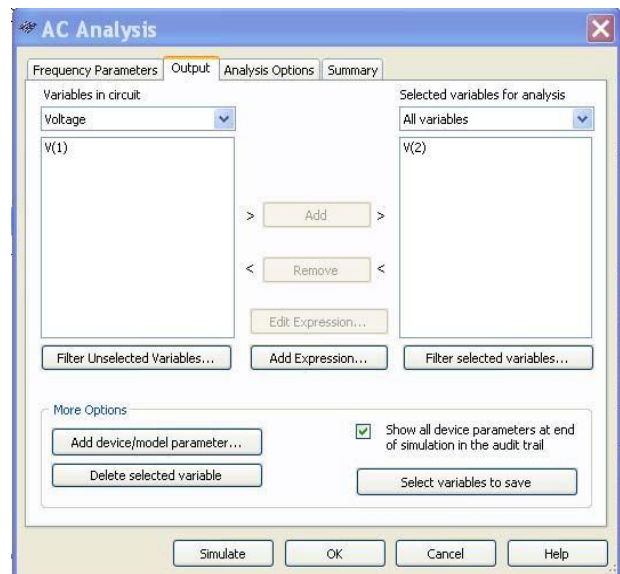 AC Analysis
Frequency Parameters Output Analysis Options Summary
Variables in circuit
Selected variables for analysis
Voltage
All variables
V(1)
V(2)
> Add >
< Remove <
Edit Expression...
Filter Unselected Variables...
Add Expression...
Filter selected variables...
More Options
Add device/model parameter...
Delete selected variable
Show all device parameters at end
of simulation in the audit trail
Select variables to save
Simulate OK Cancel Help